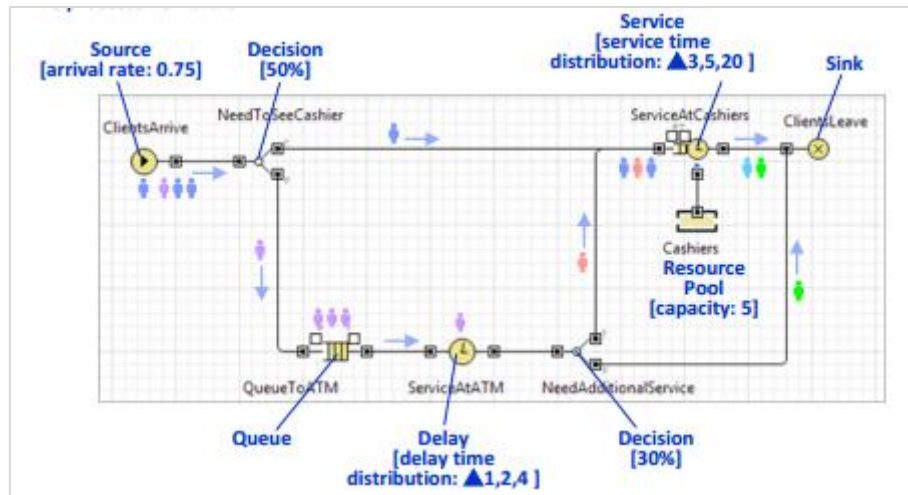 Source
[arrival rate: 0.75]
Decision
[50%]
Service
[service time
distribution: ▲3,5,20 ]
Sink
NeedToSeeCashier
ClientsArrive
ServiceAtCashiers
ClientsLeave
Cashiers
Resource
Pool
[capacity: 5]
QueueToATM
ServiceAtATM
NeedAdditionalService
Queue
Delay
[delay time
distribution: ▲1,2,4 ]
Decision
[30%]